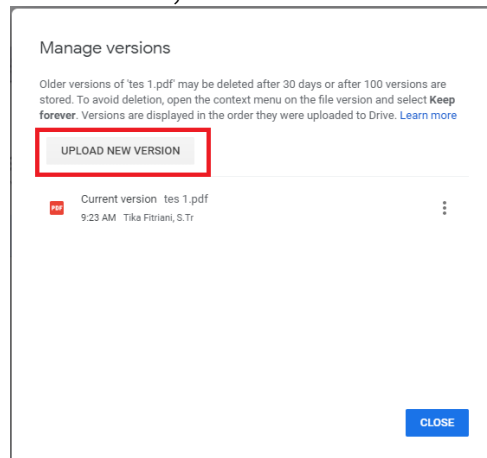 Manage versions
Older versions of 'tes 1.pdf' may be deleted after 30 days or after 100 versions are
stored. To avoid deletion, open the context menu on the file version and select Keep
forever. Versions are displayed in the order they were uploaded to Drive. Learn more
UPLOAD NEW VERSION
PDF
Current version tes 1.pdf
9:23 AM Tika Fitriani, S.Tr
CLOSE